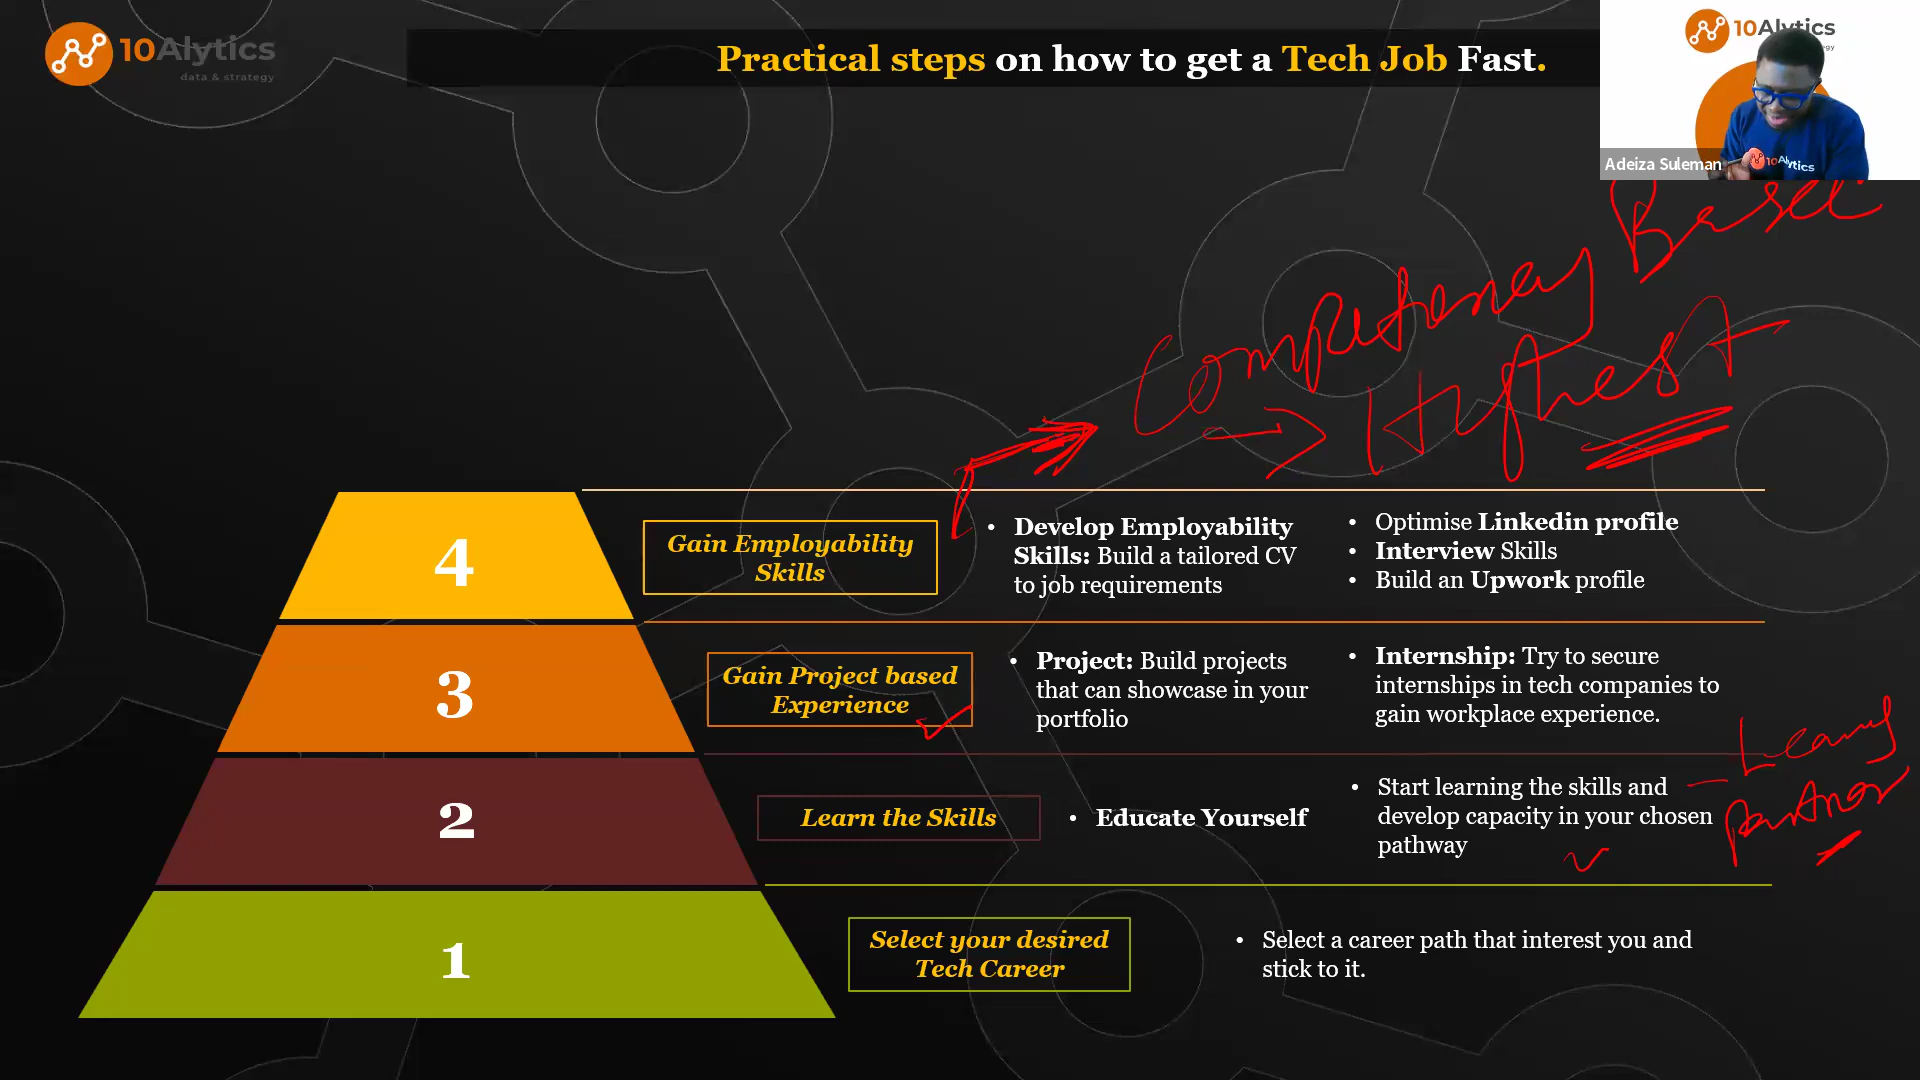 10Alytics
data & strategy
Practical steps on how to get a Tech Job Fast.
10Alytics
Adeiza Suleman
10Alytics
Competency Based
Highest
4
Gain Employability
Skills
• Develop Employability
Skills: Build a tailored CV
to job requirements
• Optimise Linkedin profile
• Interview Skills
• Build an Upwork profile
3
Gain Project based
Experience
• Project: Build projects
that can showcase in your
portfolio
• Internship: Try to secure
internships in tech companies to
gain workplace experience.
2
Learn the Skills
• Educate Yourself
• Start learning the skills and
develop capacity in your chosen
pathway
Learning
partner
1
Select your desired
Tech Career
• Select a career path that interest you and
stick to it.